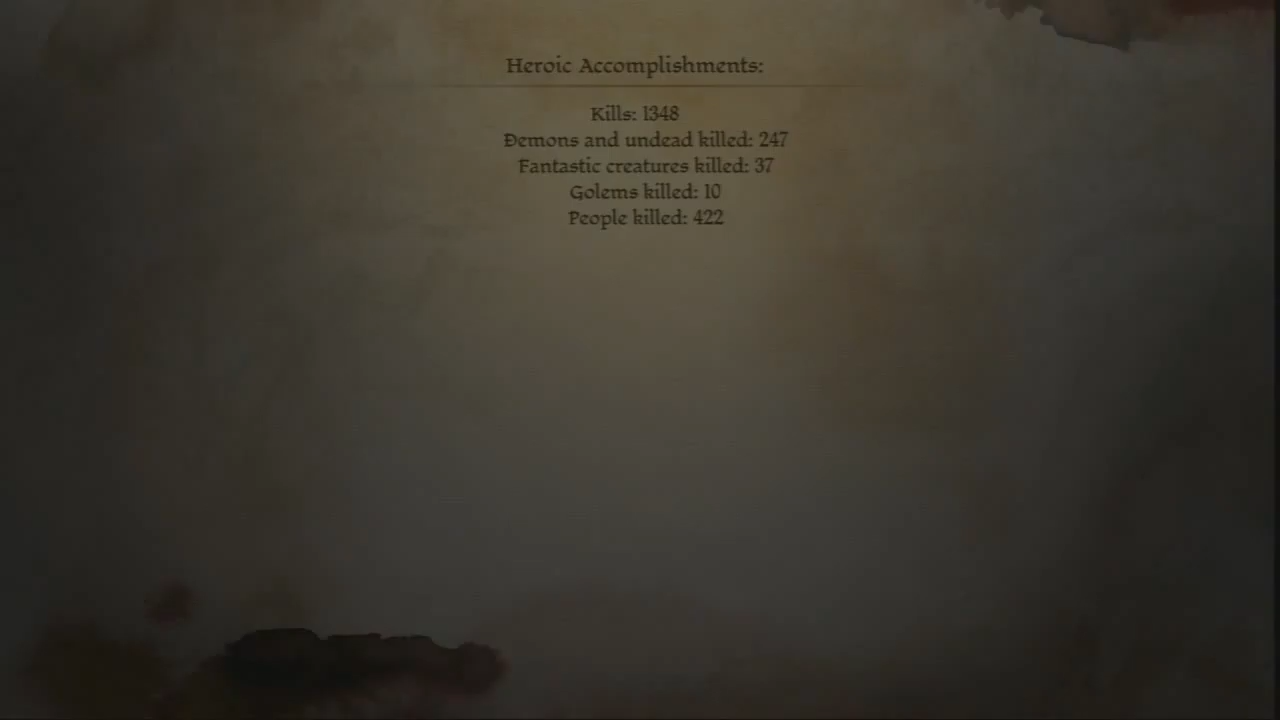 Heroic Accomplishments:
Kills: 1348
Demons and undead killed: 247
Fantastic creatures killed: 37
Golems killed: 10
People killed: 422